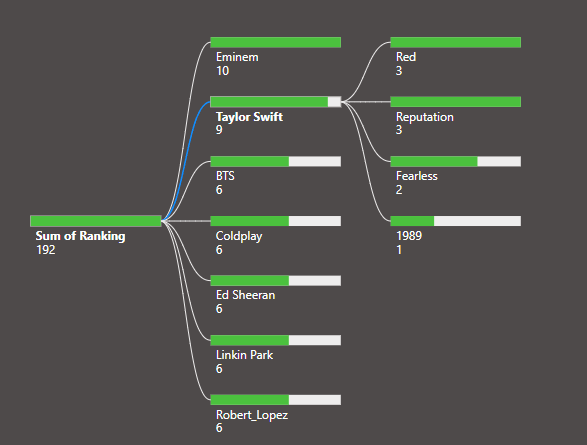 Eminem
10
Taylor Swift
9
BTS
6
Coldplay
6
Ed Sheeran
6
Linkin Park
6
Robert_Lopez
6
Sum of Ranking
192
Red
3
Reputation
3
Fearless
2
1989
1